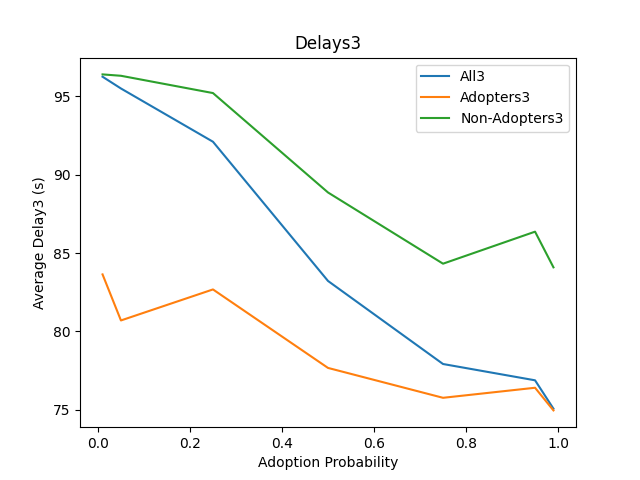 Delays3
All3
Adopters3
Non-Adopters3
95
90
85
80
75
Average Delay3 (s)
0.0 0.2 0.4 0.6 0.8 1.0
Adoption Probability